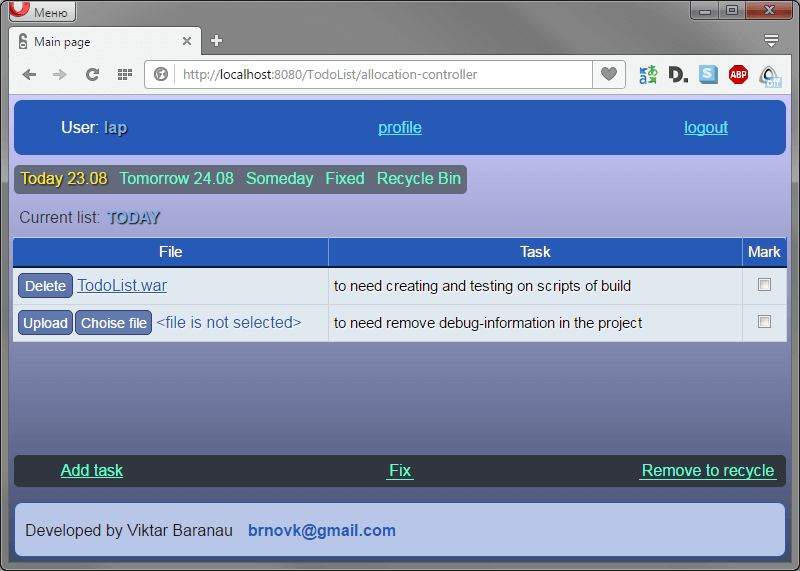 Меню
Main page
http://localhost:8080/TodoList/allocation-controller
D.
S
ABP
Off
User: lap profile logout
Today 23.08 Tomorrow 24.08 Someday Fixed Recycle Bin
Current list: TODAY
File Task Mark
Delete TodoList.war to need creating and testing on scripts of build
Upload Choise file <file is not selected> to need remove debug-information in the project
Add task Fix Remove to recycle
Developed by Viktar Baranau brnovk@gmail.com